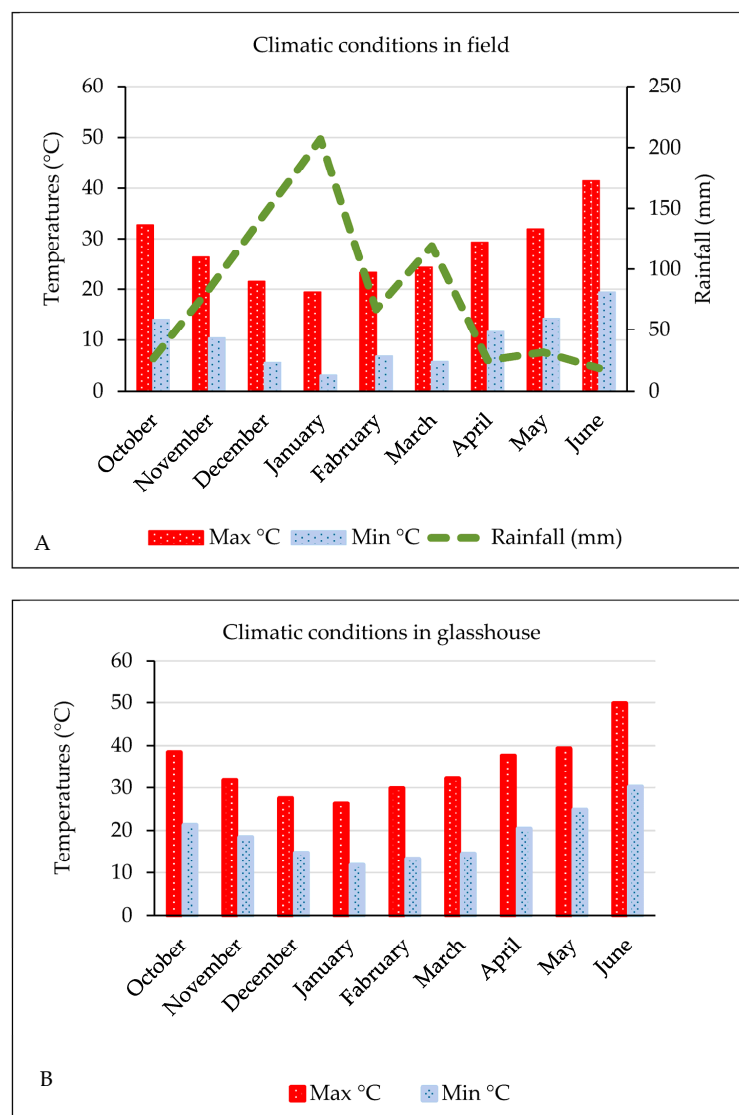 Climatic conditions in field
60
50
40
30
20
10
0
Temperatures (°C)
250
200
150
100
50
0
Rainfall (mm)
October
November
December
January
Fabruary
March
April
May
June
A
Max °C
Min °C
Rainfall (mm)
Climatic conditions in glasshouse
60
50
40
30
20
10
0
Temperatures (°C)
October
November
December
January
Fabruary
March
April
May
June
B
Max °C
Min °C